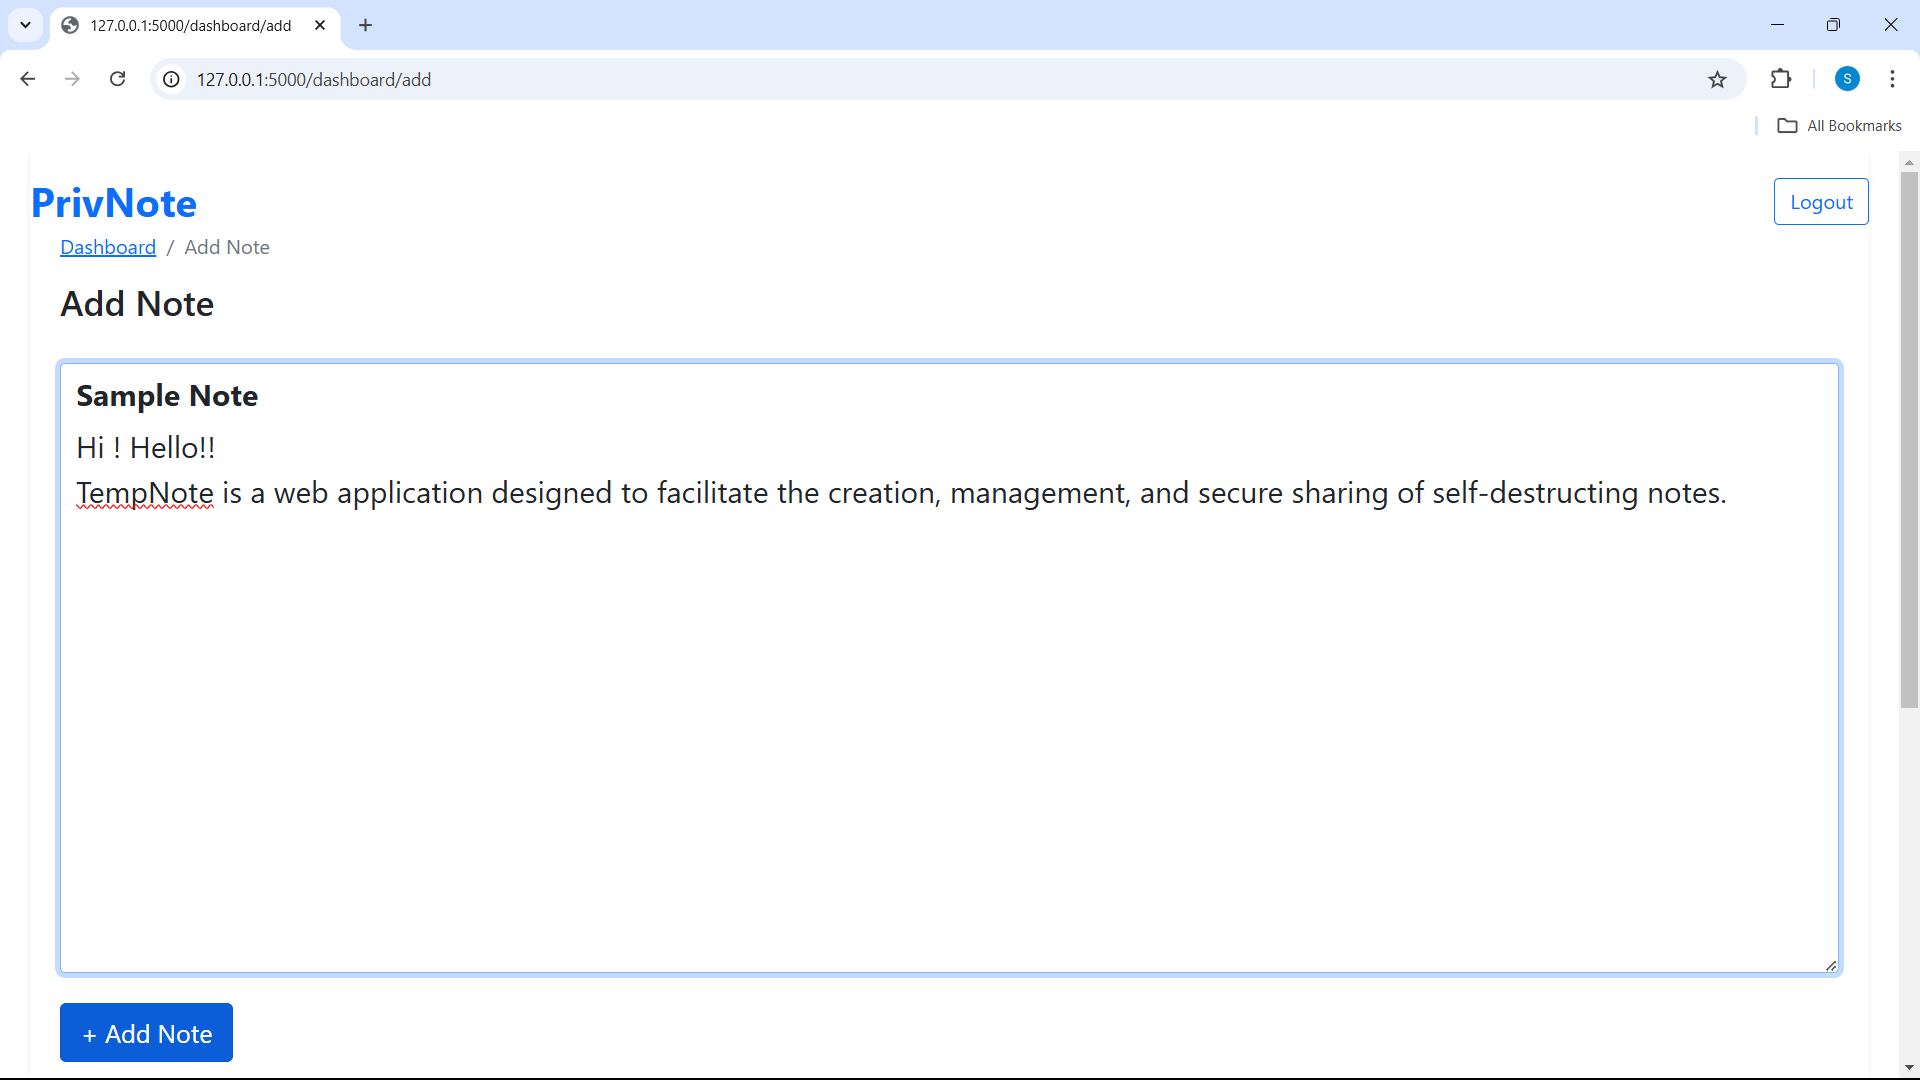 127.0.0.1:5000/dashboard/add
127.0.0.1:5000/dashboard/add
S
All Bookmarks
PrivNote
Logout
Dashboard / Add Note
Add Note
Sample Note
Hi ! Hello!!
TempNote is a web application designed to facilitate the creation, management, and secure sharing of self-destructing notes.
+ Add Note